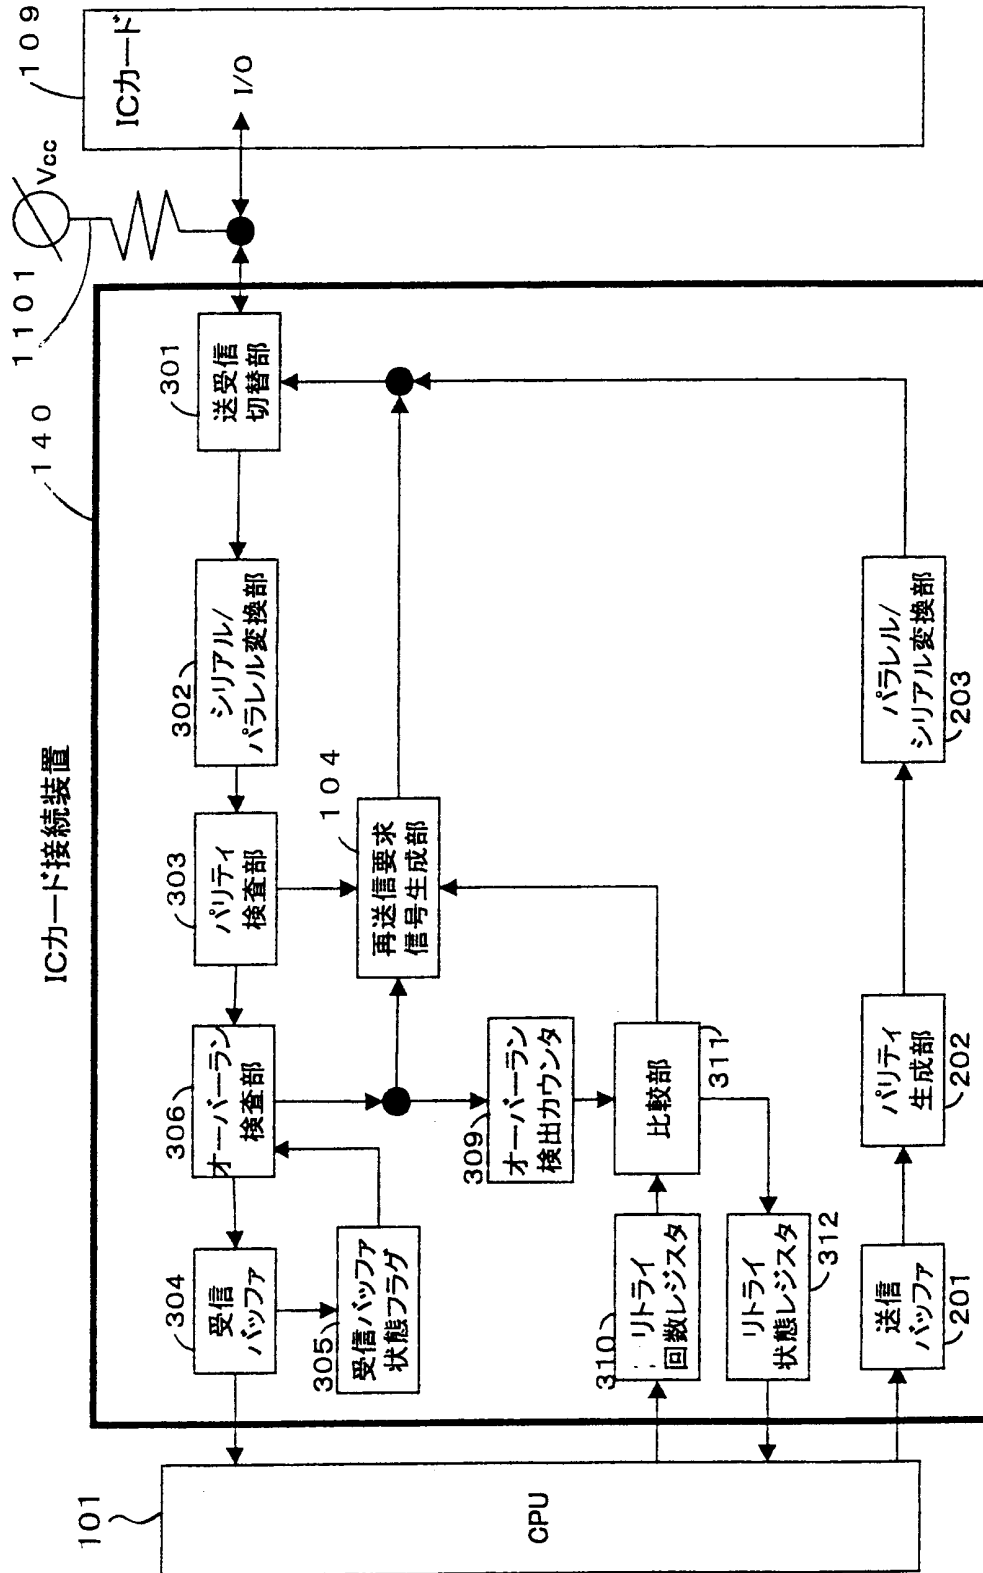 ICカード接続装置
140
1101
Vcc
109
ICカード
I/O
101
CPU
304
受信
バッファ
306
オーバーラン
検査部
303
パリティ
検査部
302
シリアル/
パラレル変換部
301
送受信
切替部
305
受信バッファ
状態フラグ
104
再送信要求
信号生成部
309
オーバーラン
検出カウンタ
310
リトライ
回数レジスタ
比較部
311
リトライ
状態レジスタ
312
送信
バッファ
201
パリティ
生成部
202
パラレル/
シリアル変換部
203